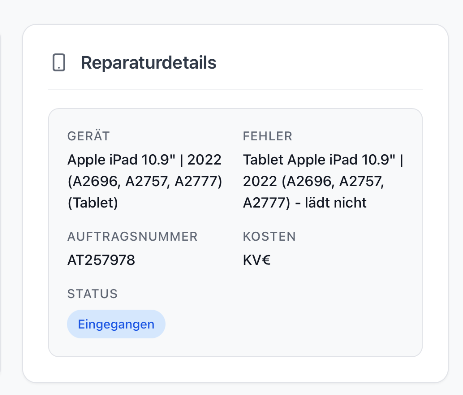 Reparaturdetails
GERÄT
Apple iPad 10.9" | 2022
(A2696, A2757, A2777)
(Tablet)
FEHLER
Tablet Apple iPad 10.9" |
2022 (A2696, A2757,
A2777) - lädt nicht
AUFTRAGSNUMMER
AT257978
KOSTEN
KV€
STATUS
Eingegangen